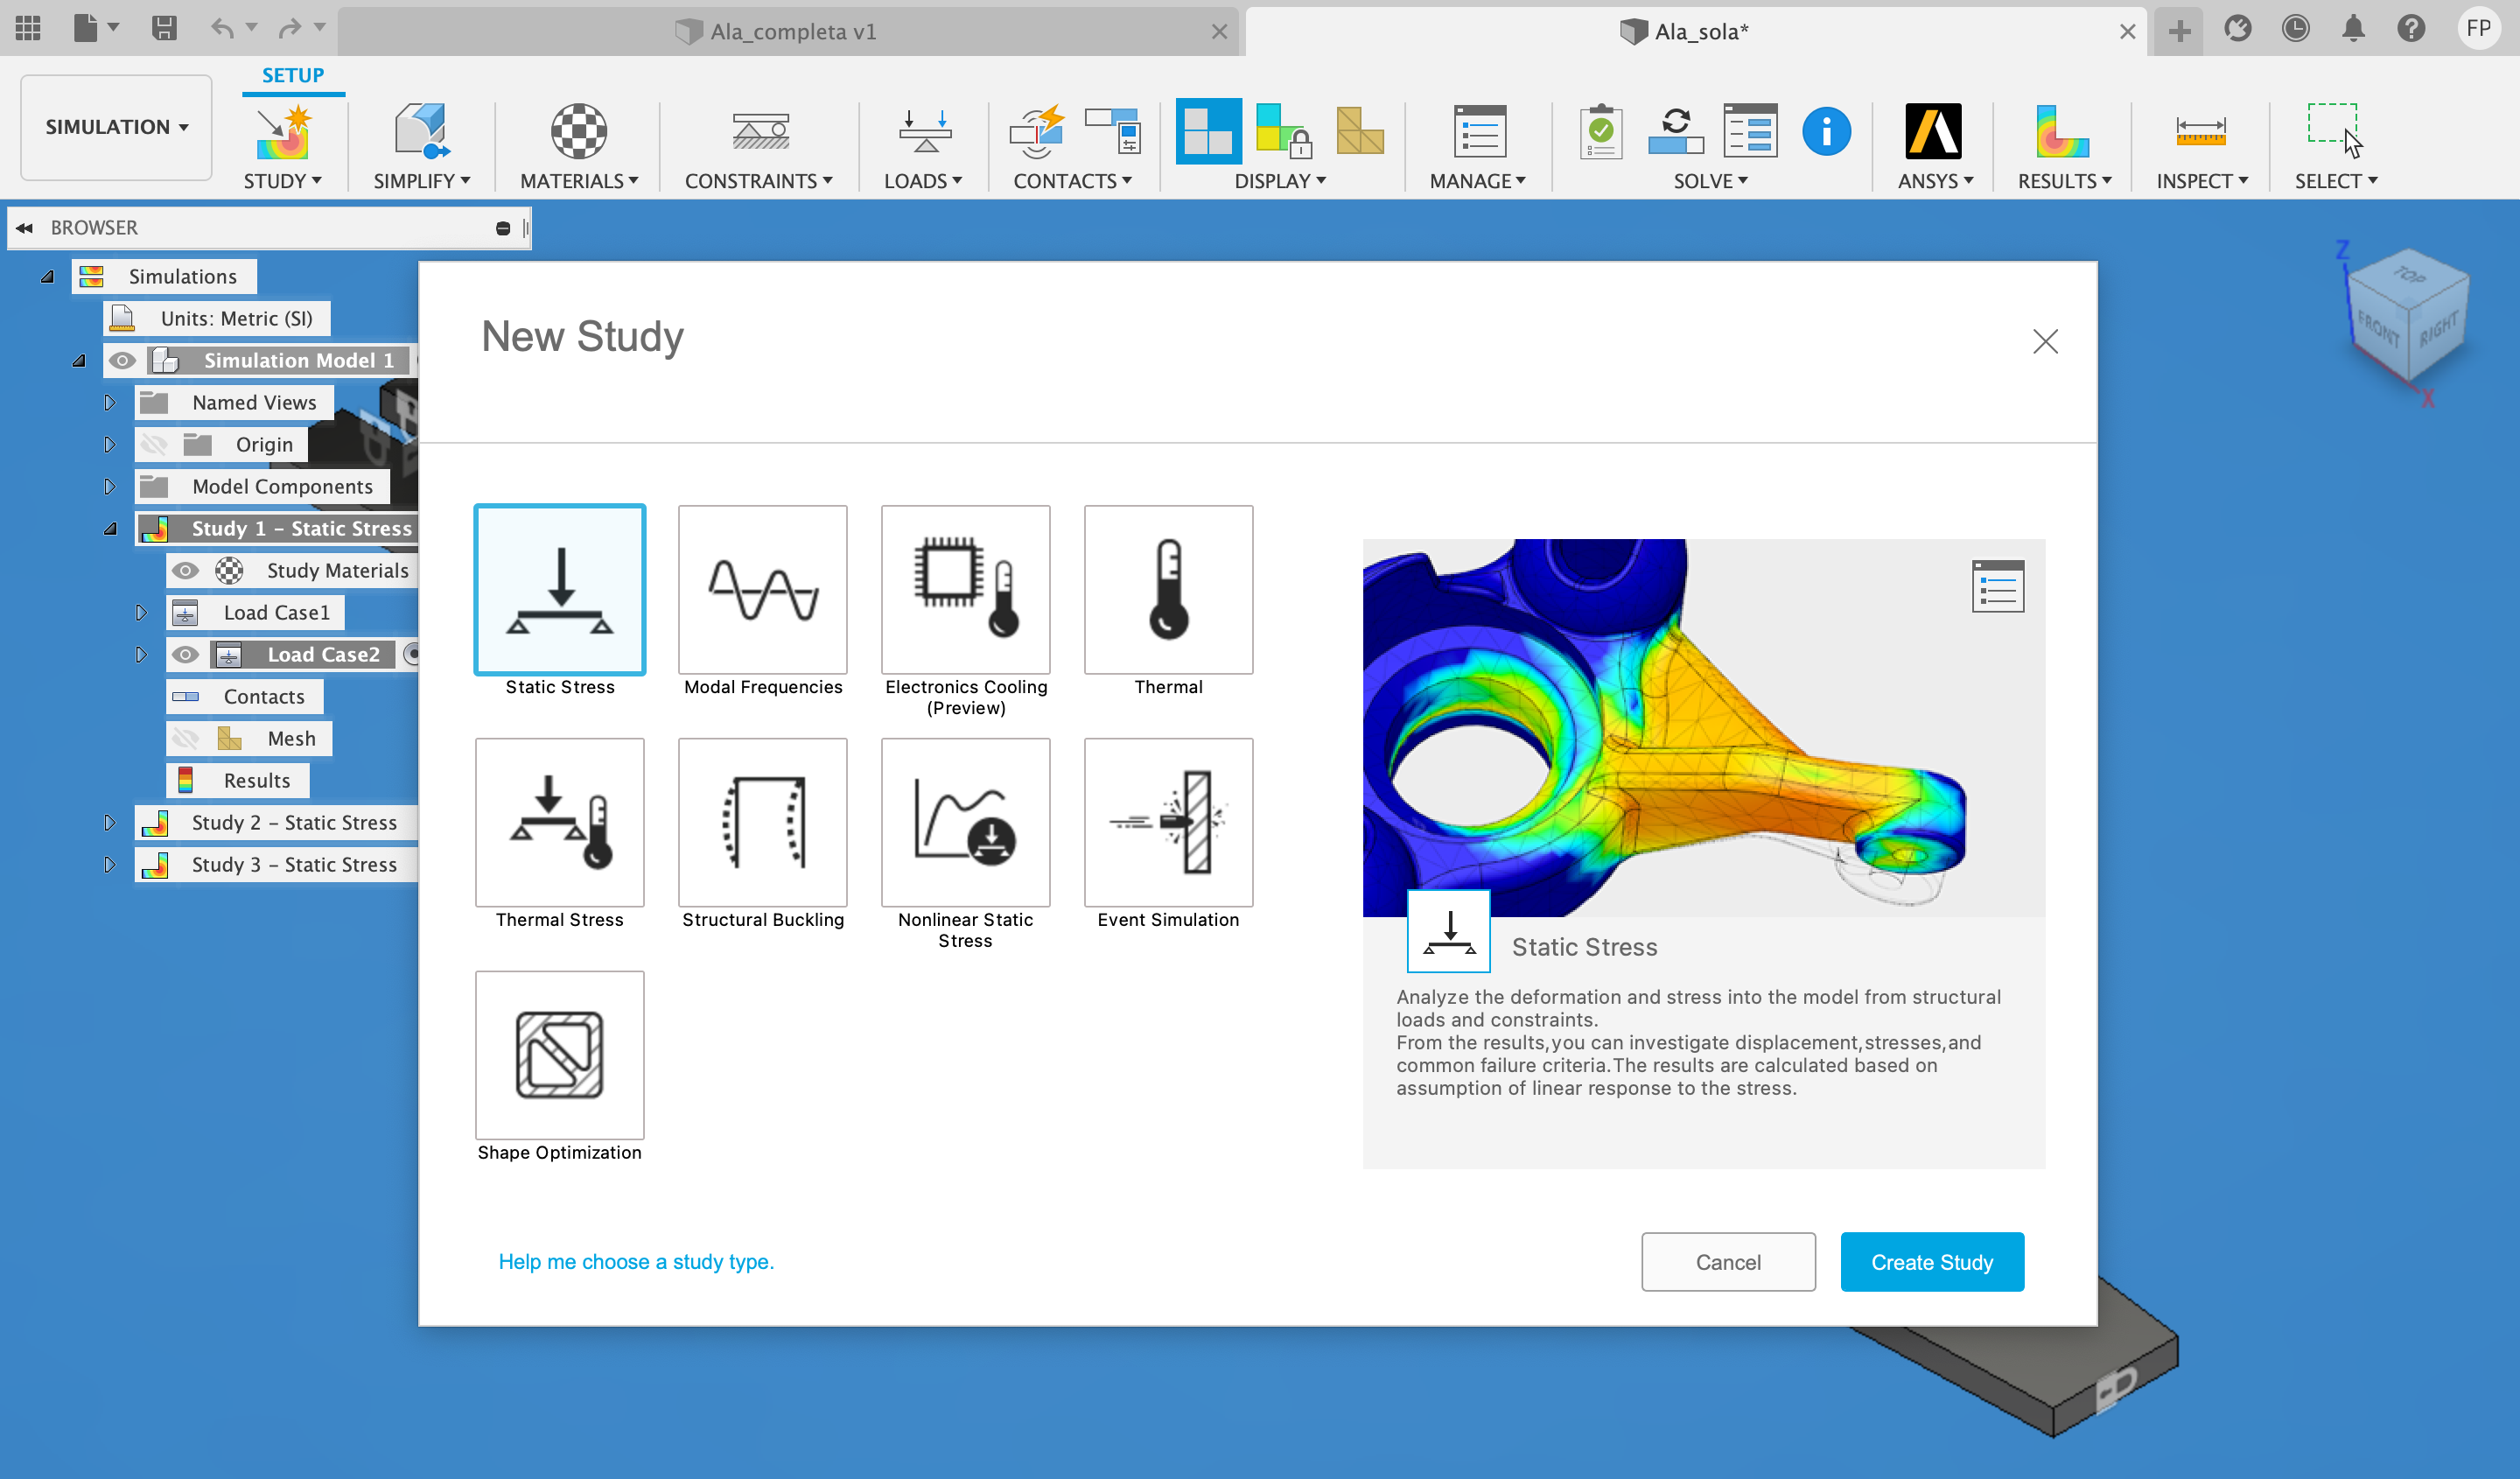 Ala_completa v1
Ala_sola*
FP
SIMULATION
SETUP
STUDY
SIMPLIFY
MATERIALS
CONSTRAINTS
LOADS
CONTACTS
DISPLAY
MANAGE
SOLVE
ANSYS
RESULTS
INSPECT
SELECT
BROWSER
Simulations
Units: Metric (SI)
Simulation Model 1
Named Views
Origin
Model Components
Study 1 - Static Stress
Study Materials
Load Case1
Load Case2
Contacts
Mesh
Results
Study 2 - Static Stress
Study 3 - Static Stress
Z
TOP
FRONT
RIGHT
X
New Study
Static Stress
Modal Frequencies
Electronics Cooling
(Preview)
Thermal
Thermal Stress
Structural Buckling
Nonlinear Static
Stress
Event Simulation
Shape Optimization
Static Stress
Analyze the deformation and stress into the model from structural
loads and constraints.
From the results,you can investigate displacement,stresses,and
common failure criteria.The results are calculated based on
assumption of linear response to the stress.
Help me choose a study type.
Cancel
Create Study